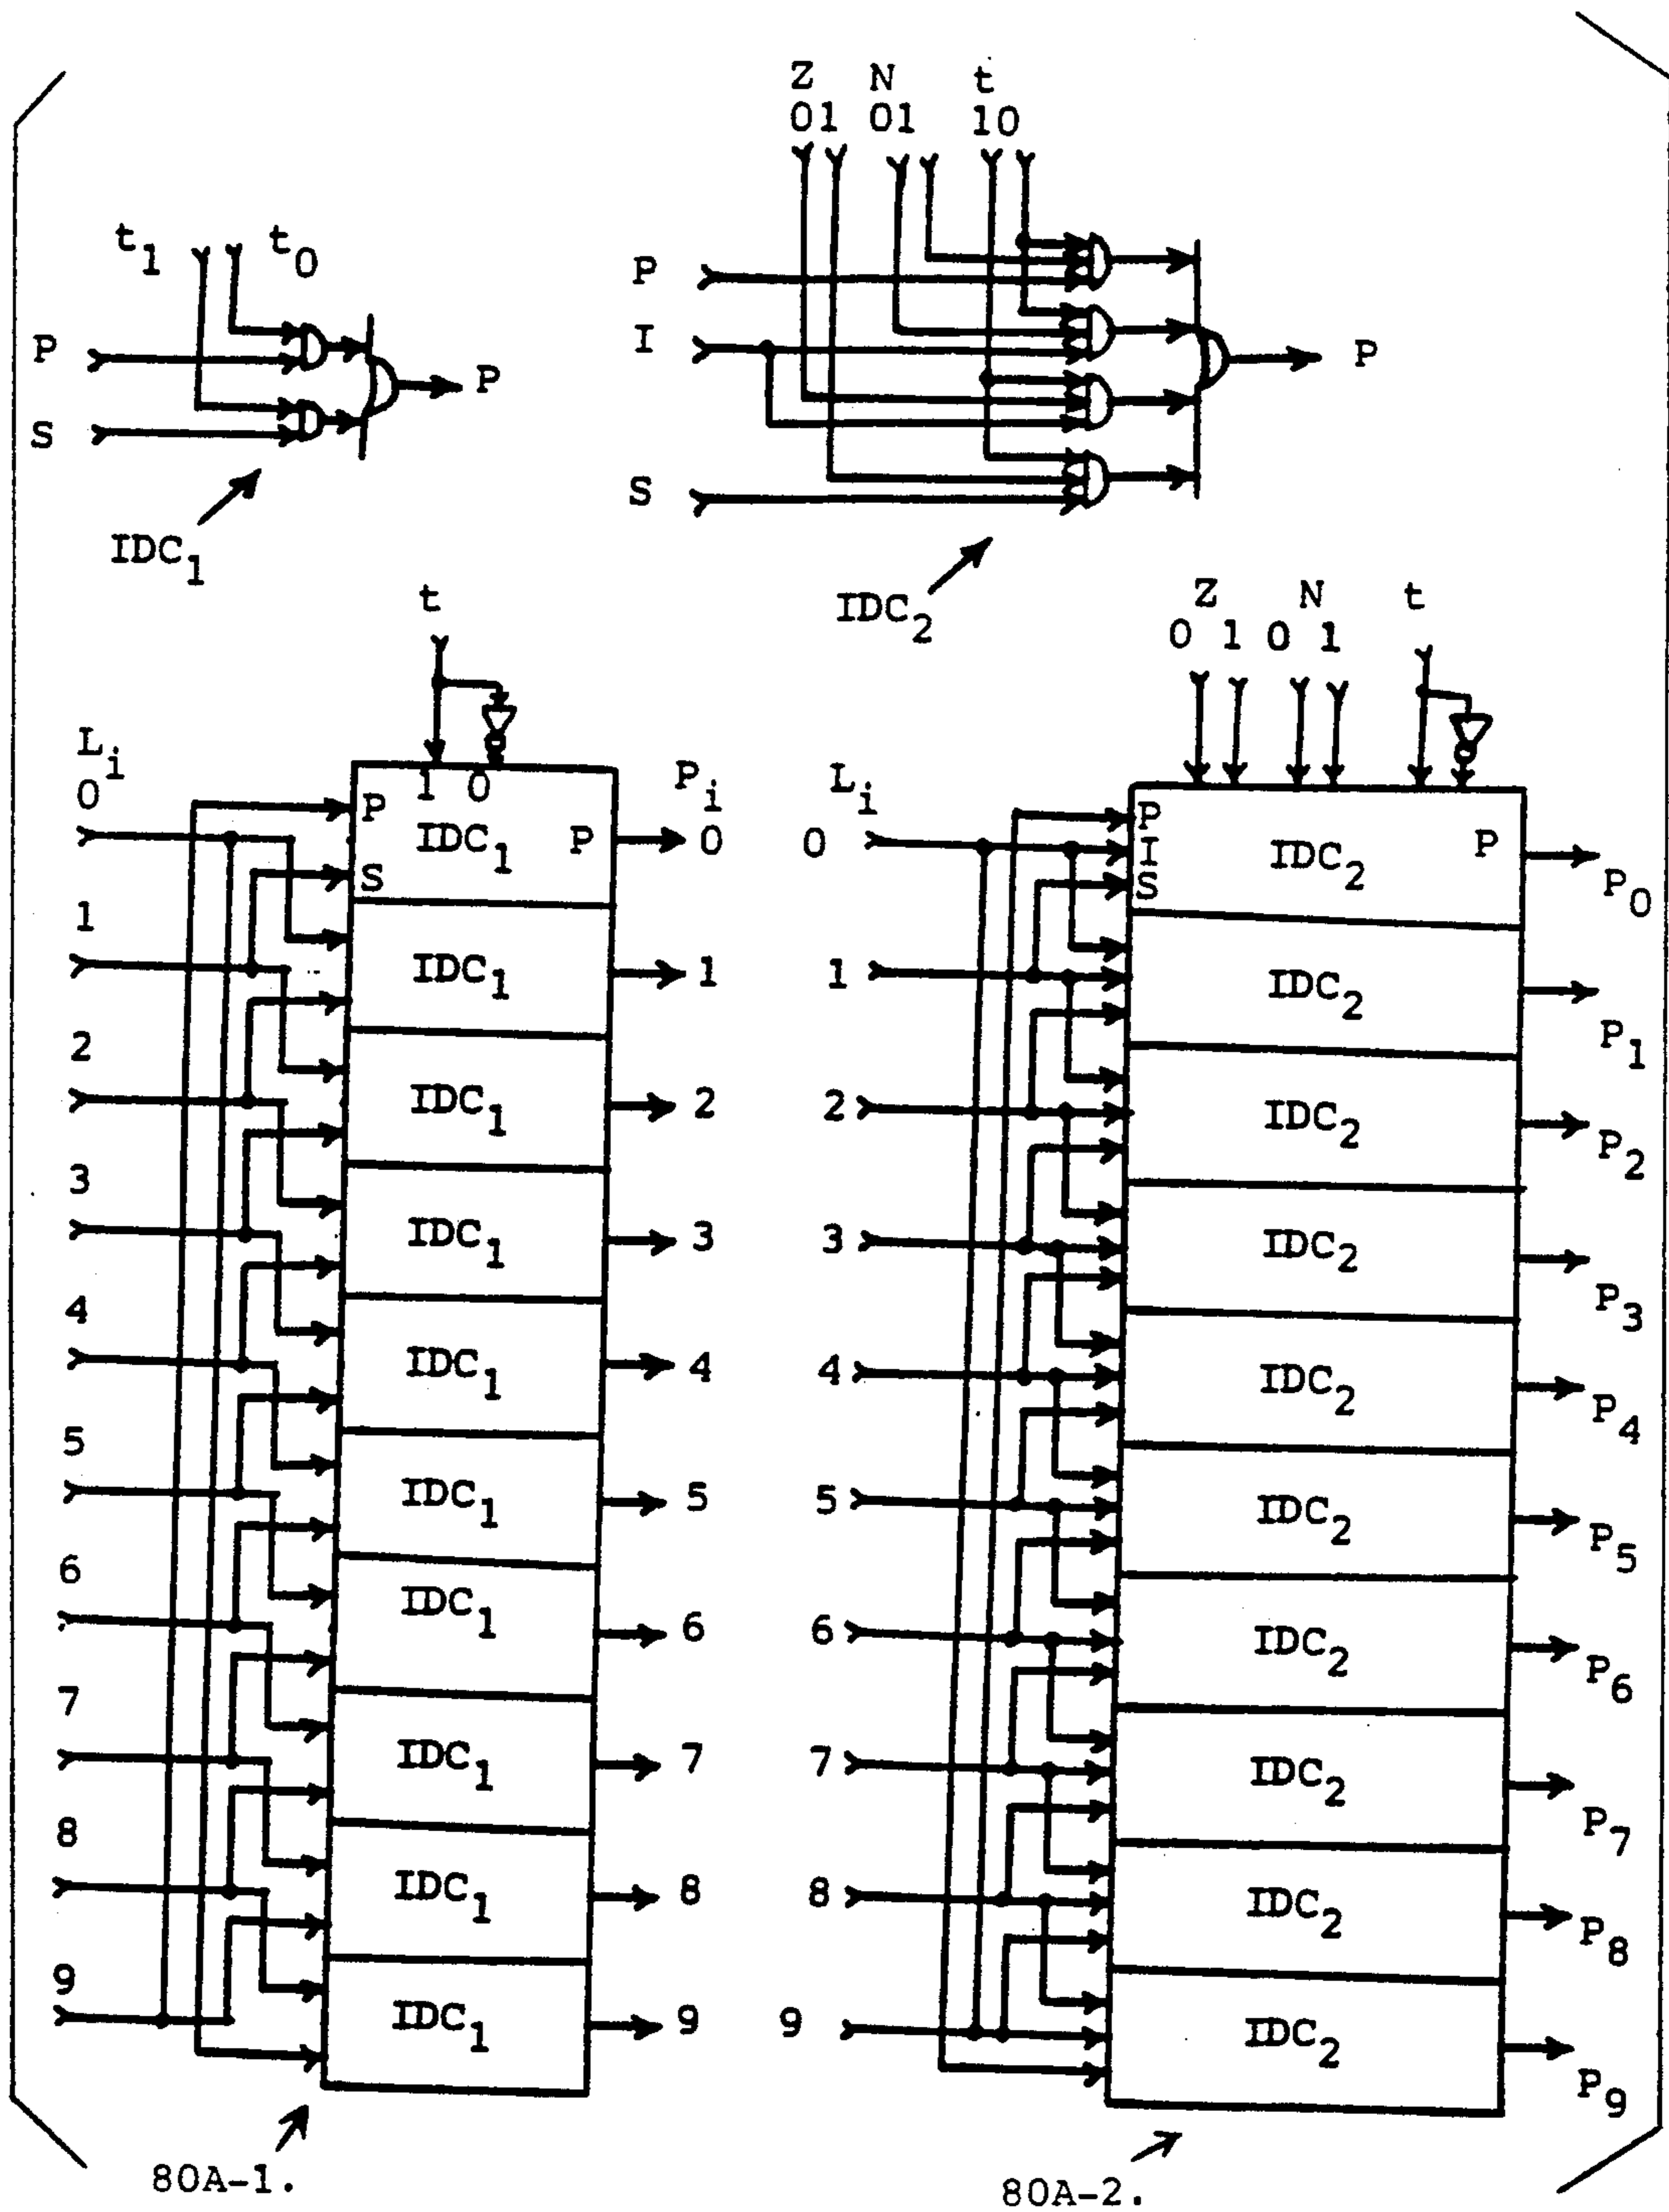 Z N t
01 01 10
t1 t0
P
S
P
IDC1
P
I
S
P
IDC2
t
Li
0
1
2
3
4
5
6
7
8
9
1 0
P
S
IDC1
P
IDC1
IDC1
IDC1
IDC1
IDC1
IDC1
IDC1
IDC1
IDC1
Pi
0
1
2
3
4
5
6
7
8
9
80A-1.
Z N t
0 1 0 1
Li
0
1
2
3
4
5
6
7
8
9
P
I
S
IDC2
P
IDC2
IDC2
IDC2
IDC2
IDC2
IDC2
IDC2
IDC2
IDC2
P0
P1
P2
P3
P4
P5
P6
P7
P8
P9
80A-2.